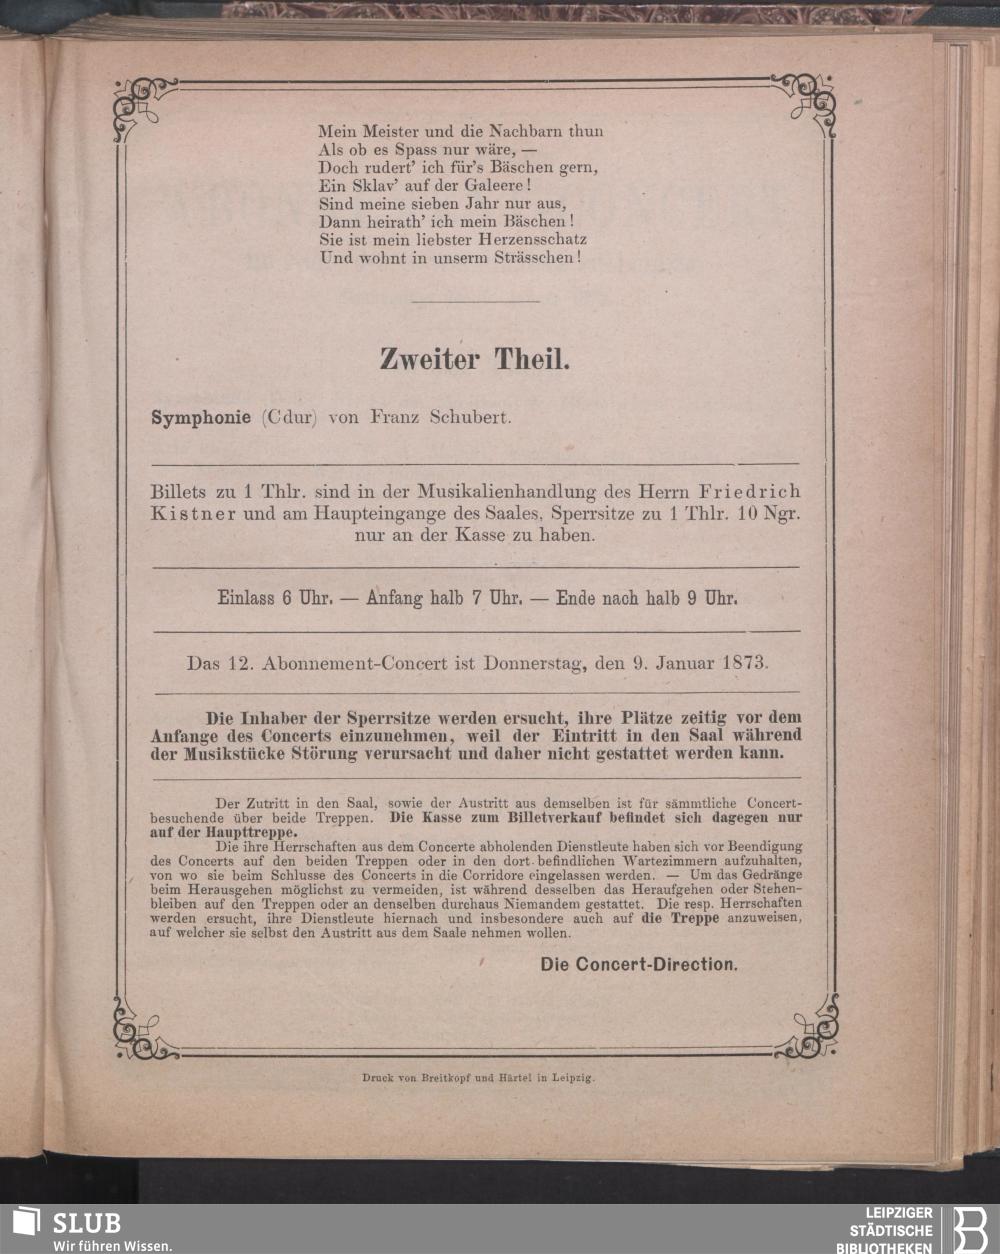 Mein Meister und die Nachbarn thun
Als ob es Spass nur wäre, —
Doch rudert' ich für's Bäschen gern,
Ein Sklav' auf der Galeere!
Sind meine sieben Jahr nur aus,
Dann heirath' ich mein Bäschen!
Sie ist mein liebster Herzensschatz
Und wohnt in unserm Strässchen!
Zweiter Theil.
Symphonie (Cdur) von Franz Schubert.
Billets zu 1 Thlr. sind in der Musikalienhandlung des Herrn Friedrich
Kistner und am Haupteingange des Saales, Sperrsitze zu 1 Thlr. 10 Ngr.
nur an der Kasse zu haben.
Einlass 6 Uhr. — Anfang halb 7 Uhr. — Ende nach halb 9 Uhr.
Das 12. Abonnement-Concert ist Donnerstag, den 9. Januar 1873.
Die Inhaber der Sperrsitze werden ersucht, ihre Plätze zeitig vor dem
Anfange des Concerts einzunehmen, weil der Eintritt in den Saal während
der Musikstücke Störung verursacht und daher nicht gestattet werden kann.
Der Zutritt in den Saal, sowie der Austritt aus demselben ist für sämmtliche Concert-
besuchende über beide Treppen. Die Kasse zum Billetverkauf befindet sich dagegen nur
auf der Haupttreppe.
Die ihre Herrschaften aus dem Concerte abholenden Dienstleute haben sich vor Beendigung
des Concerts auf den beiden Treppen oder in den dort befindlichen Wartezimmern aufzuhalten,
von wo sie beim Schlusse des Concerts in die Corridore eingelassen werden. — Um das Gedränge
beim Herausgehen möglichst zu vermeiden, ist während desselben das Heraufgehen oder Stehen-
bleiben auf den Treppen oder an denselben durchaus Niemandem gestattet. Die resp. Herrschaften
werden ersucht, ihre Dienstleute hiernach und insbesondere auch auf die Treppe anzuweisen,
auf welcher sie selbst den Austritt aus dem Saale nehmen wollen.
Die Concert-Direction.
Druck von Breitkopf und Härtel in Leipzig.
SLUB
Wir führen Wissen.
LEIPZIGER
STÄDTISCHE
BIBLIOTHEKEN